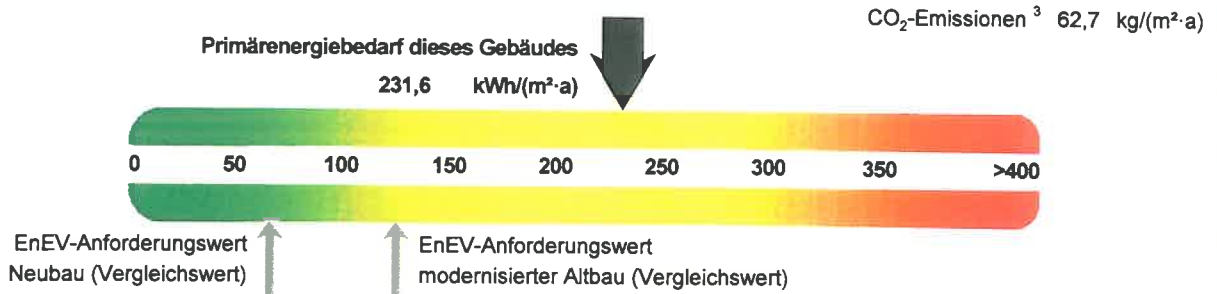 CO₂-Emissionen ³ 62,7 kg/(m²·a)
Primärenergiebedarf dieses Gebäudes
231,6 kWh/(m²·a)
0 50 100 150 200 250 300 350 >400
EnEV-Anforderungswert
Neubau (Vergleichswert)
EnEV-Anforderungswert
modernisierter Altbau (Vergleichswert)